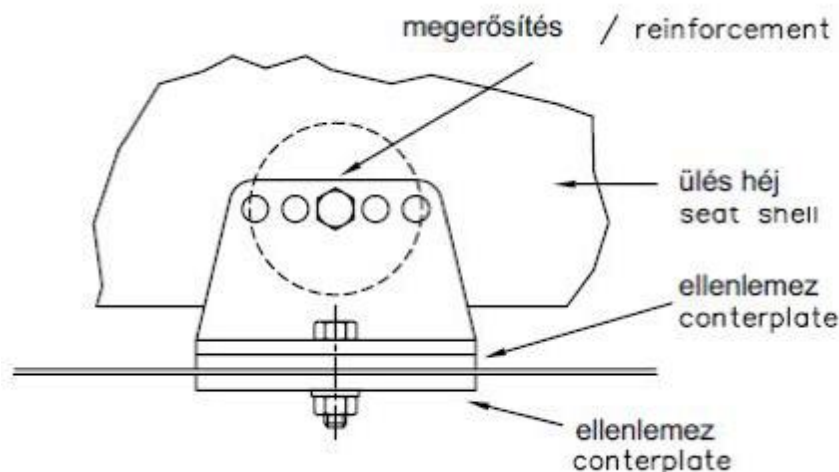 megerősítés / reinforcement
ülés héj
seat shell
ellenlemez
conterplate
ellenlemez
conterplate